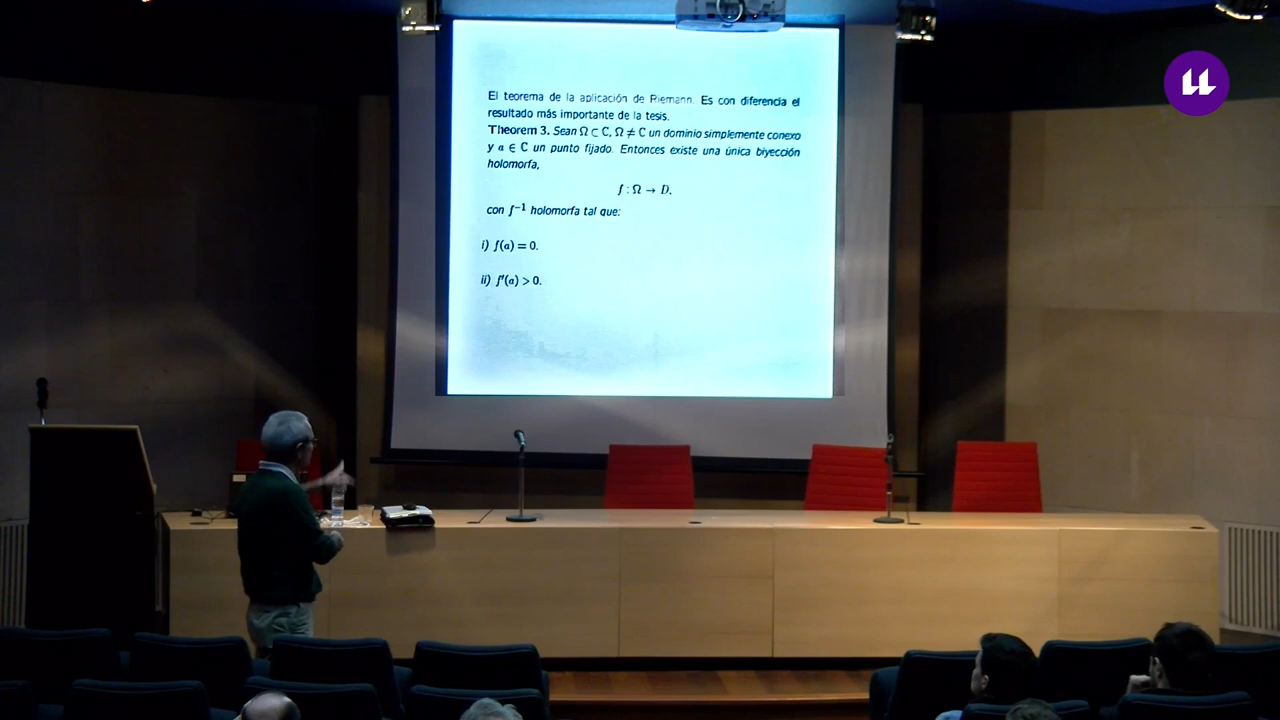 El teorema de la aplicación de Riemann. Es con diferencia el
resultado más importante de la tesis.
Theorem 3. Sean Ω ⊂ C, Ω ≠ C un dominio simplemente conexo
y a ∈ C un punto fijado. Entonces existe una única biyección
holomorfa,
f : Ω → D.
con f⁻¹ holomorfa tal que:
i) f(a) = 0.
ii) f′(a) > 0.